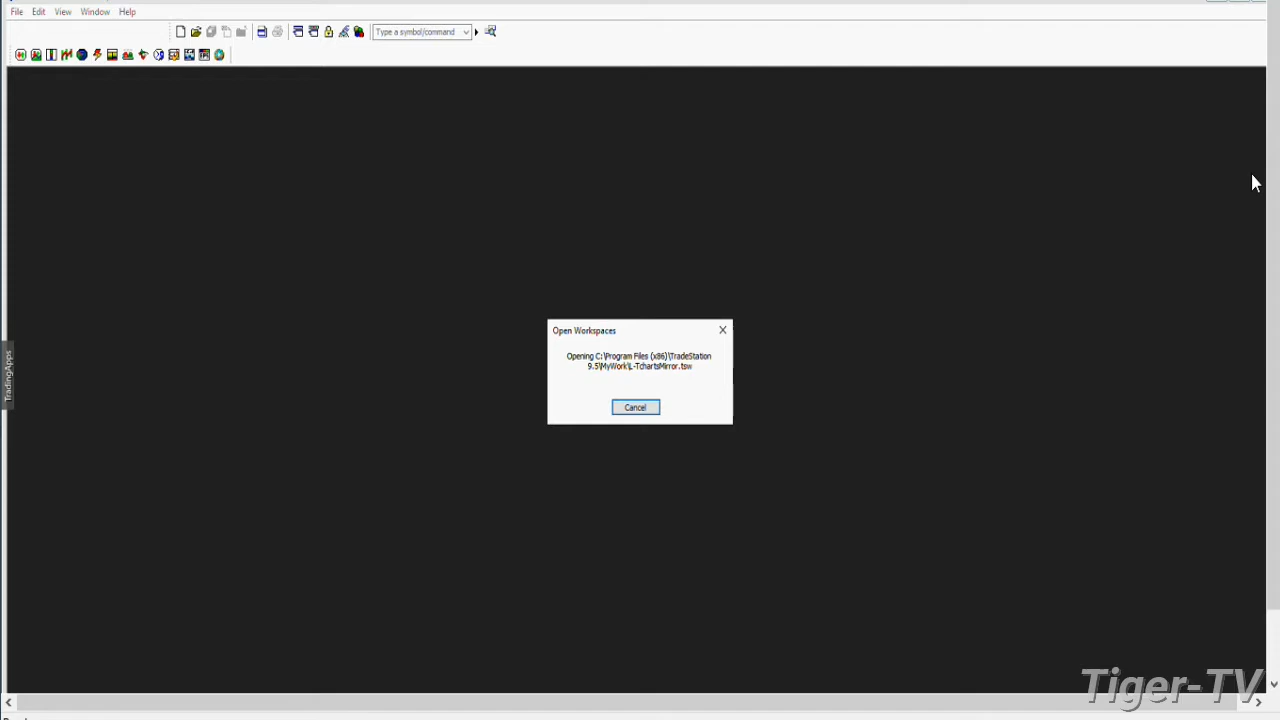 File Edit View Window Help
Type a symbol/command
TradingApps
Open Workspaces
Opening C:\Program Files (x86)\TradeStation
9.5\MyWork\L-TchartsMirror.tsw
Cancel
Tiger-TV